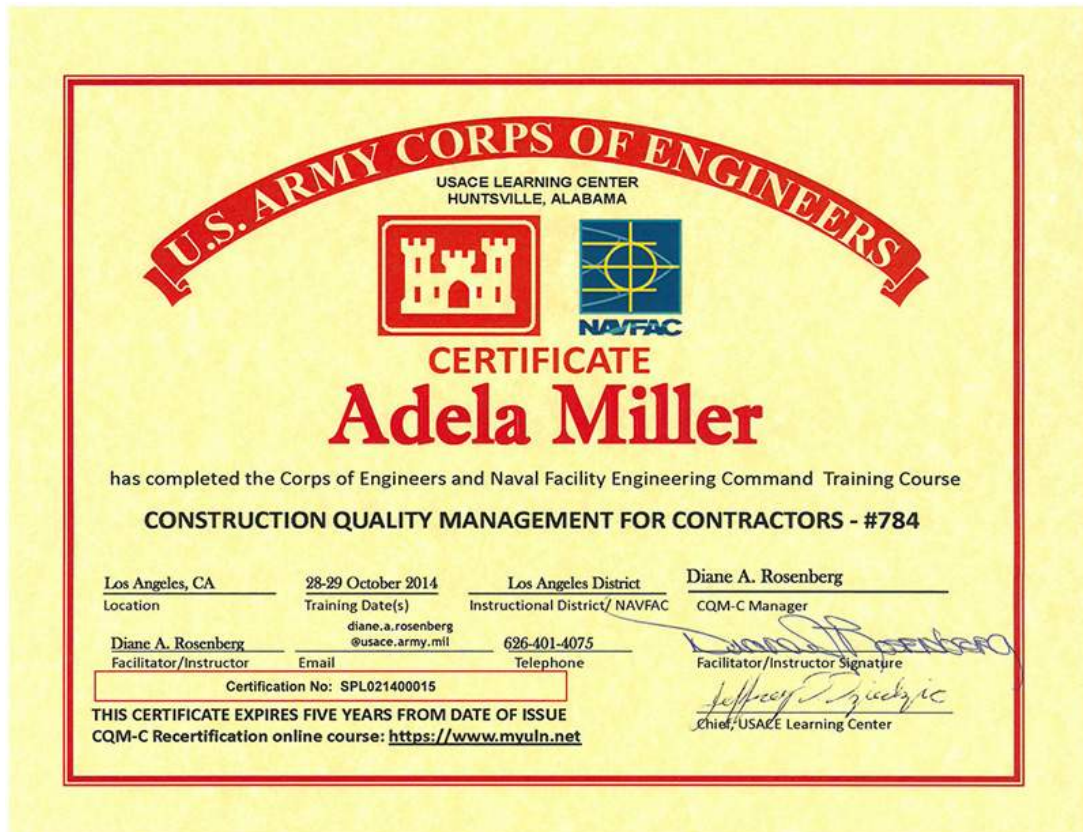 U.S. ARMY CORPS OF ENGINEERS
USACE LEARNING CENTER
HUNTSVILLE, ALABAMA
NAVFAC
CERTIFICATE
Adela Miller
has completed the Corps of Engineers and Naval Facility Engineering Command Training Course
CONSTRUCTION QUALITY MANAGEMENT FOR CONTRACTORS - #784
Los Angeles, CA 28-29 October 2014 Los Angeles District Diane A. Rosenberg
Location Training Date(s) Instructional District/ NAVFAC CQM-C Manager
diane.a.rosenberg
Diane A. Rosenberg @usace.army.mil 626-401-4075 Diane A Rosenberg
Facilitator/Instructor Email Telephone Facilitator/Instructor Signature
Certification No: SPL021400015
Jeffrey Dziedzic
THIS CERTIFICATE EXPIRES FIVE YEARS FROM DATE OF ISSUE
Chief, USACE Learning Center
CQM-C Recertification online course: https://www.myuln.net